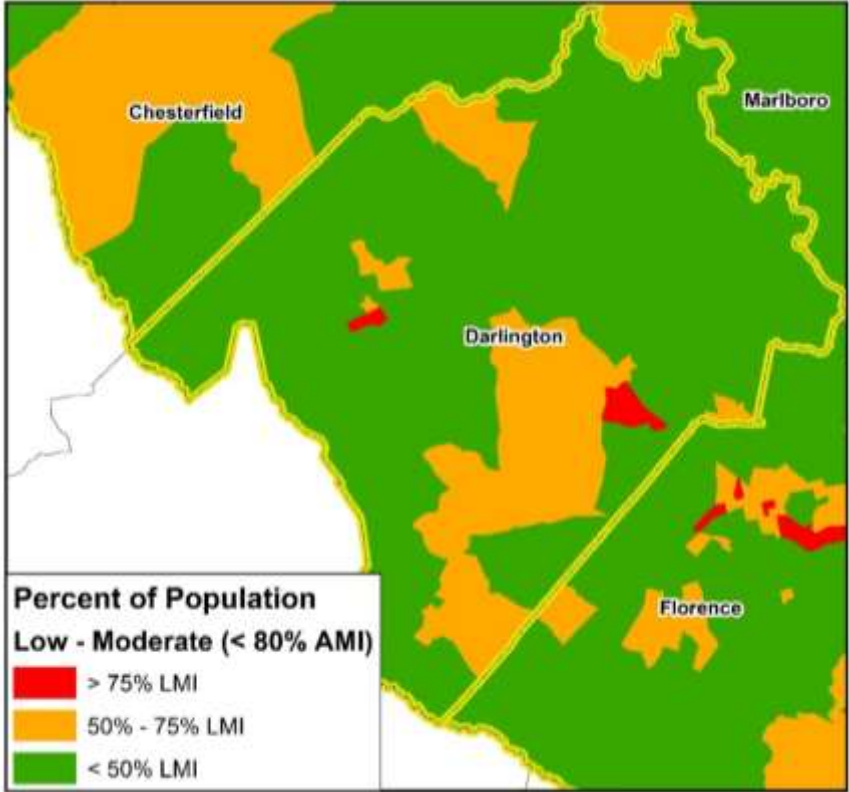 Chesterfield
Marlboro
Darlington
Florence
Percent of Population
Low - Moderate (< 80% AMI)
> 75% LMI
50% - 75% LMI
< 50% LMI